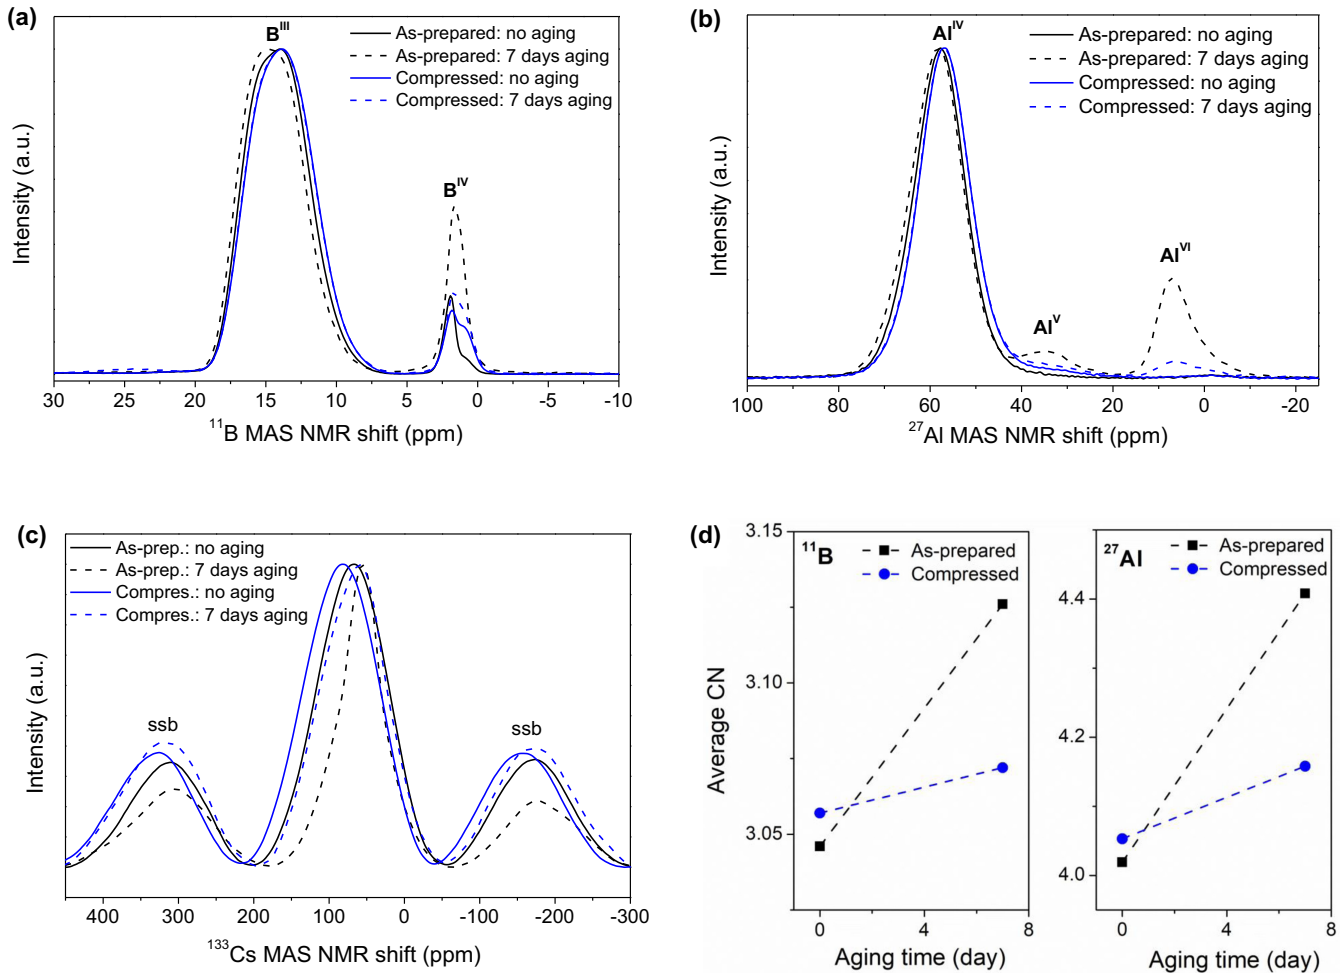 (a)
B^III
As-prepared: no aging
As-prepared: 7 days aging
Compressed: no aging
Compressed: 7 days aging
B^IV
Intensity (a.u.)
30 25 20 15 10 5 0 -5 -10
^11B MAS NMR shift (ppm)
(b)
Al^IV
As-prepared: no aging
As-prepared: 7 days aging
Compressed: no aging
Compressed: 7 days aging
Al^V
Al^VI
Intensity (a.u.)
100 80 60 40 20 0 -20
^27Al MAS NMR shift (ppm)
(c)
As-prep.: no aging
As-prep.: 7 days aging
Compres.: no aging
Compres.: 7 days aging
ssb
ssb
Intensity (a.u.)
400 300 200 100 0 -100 -200 -300
^133Cs MAS NMR shift (ppm)
(d)
^11B
As-prepared
Compressed
3.15
3.10
3.05
Average CN
0 4 8
Aging time (day)
^27Al
As-prepared
Compressed
4.4
4.2
4.0
0 4 8
Aging time (day)